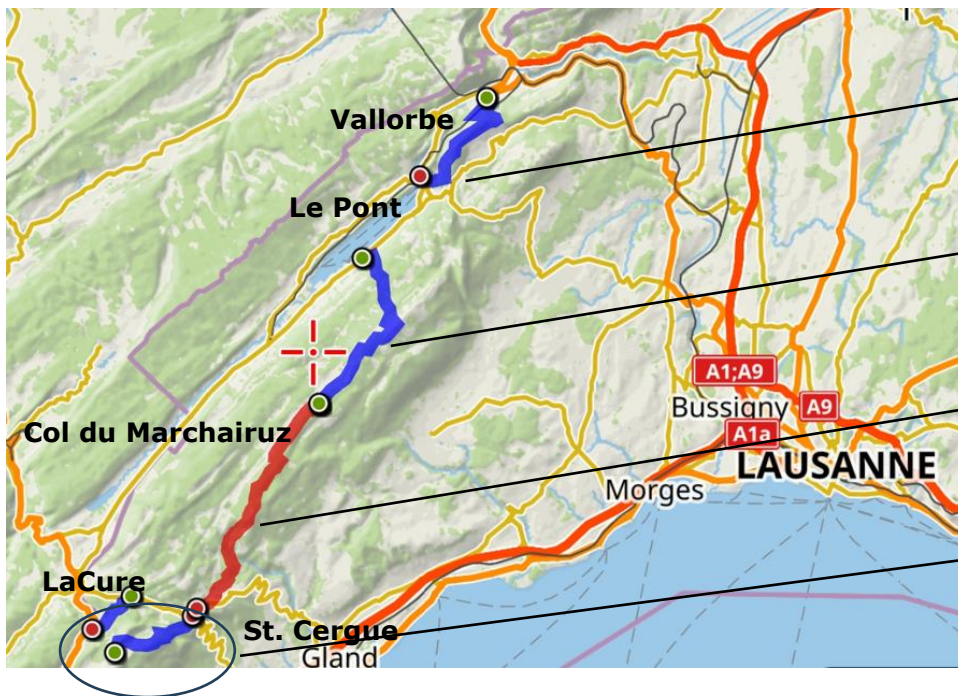 Vallorbe
Le Pont
A1;A9
Bussigny
A9
Col du Marchairuz
A1a
LAUSANNE
Morges
LaCure
St. Cergue
Gland